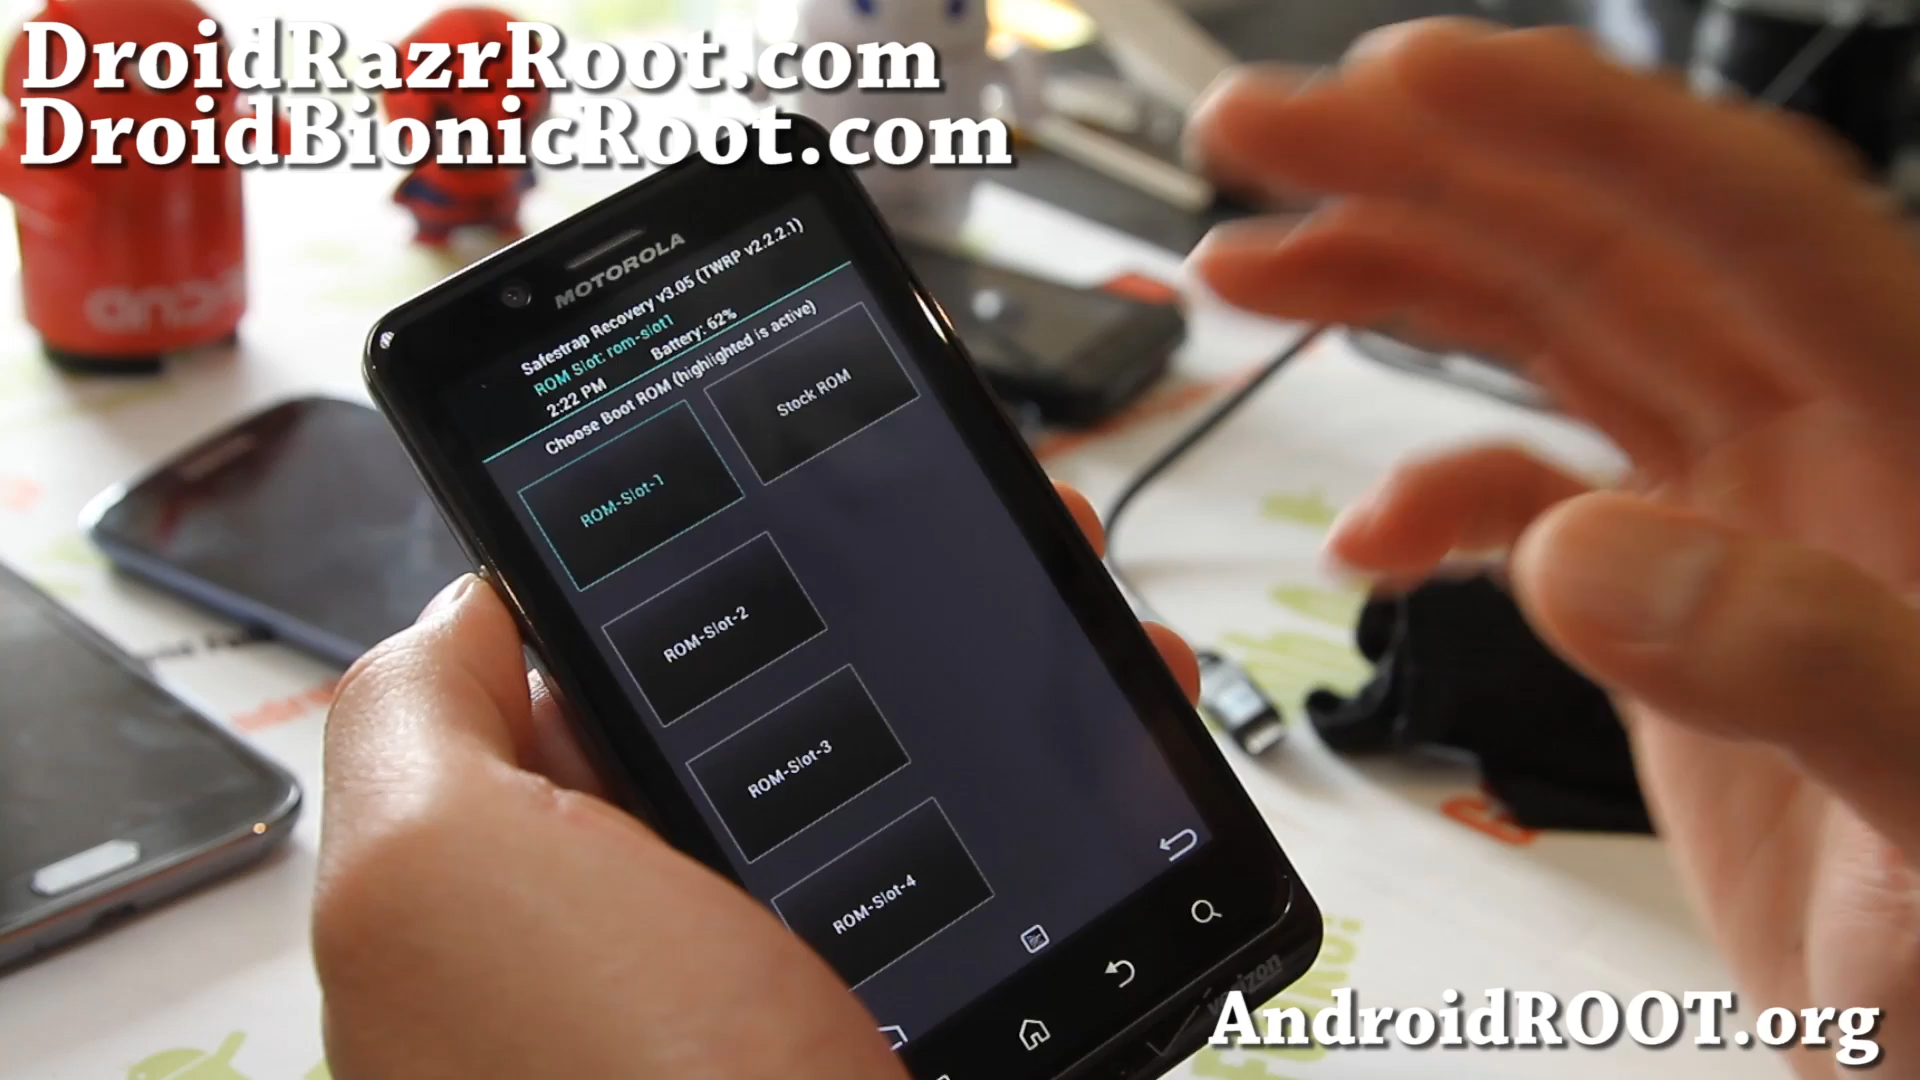 DroidRazrRoot.com
DroidBionicRoot.com
MOTOROLA
Safestrap Recovery v3.05 (TWRP v2.2.2.1)
ROM Slot: rom-slot1
2:22 PM Battery: 62%
Choose Boot ROM (highlighted is active)
ROM-Slot-1
Stock ROM
ROM-Slot-2
ROM-Slot-3
ROM-Slot-4
verizon
AndroidROOT.org